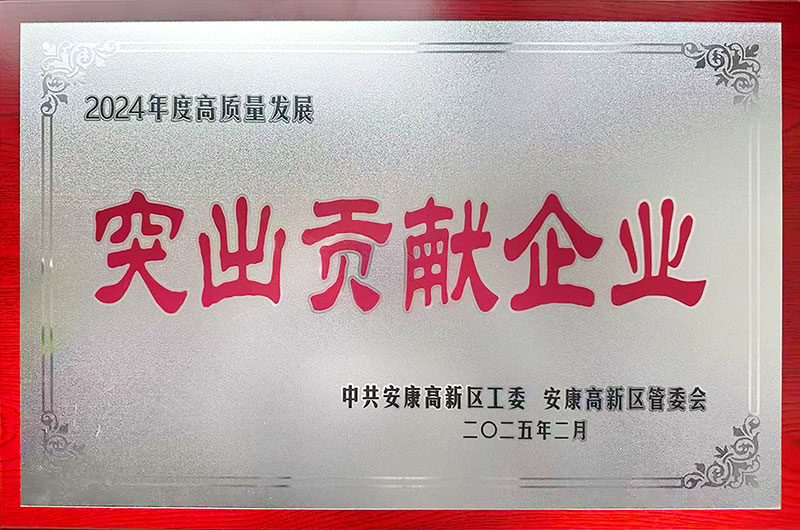 2024年度高质量发展
突出贡献企业
中共安康高新区工委 安康高新区管委会
二〇二五年二月